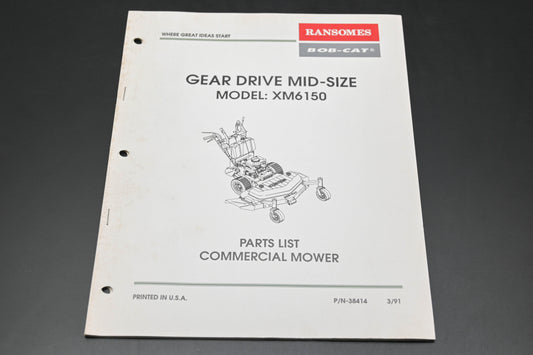 WHERE GREAT IDEAS START
RANSOMES
BOB-CAT®
GEAR DRIVE MID-SIZE
MODEL: XM6150
PARTS LIST
COMMERCIAL MOWER
PRINTED IN U.S.A.
P/N-38414 3/91